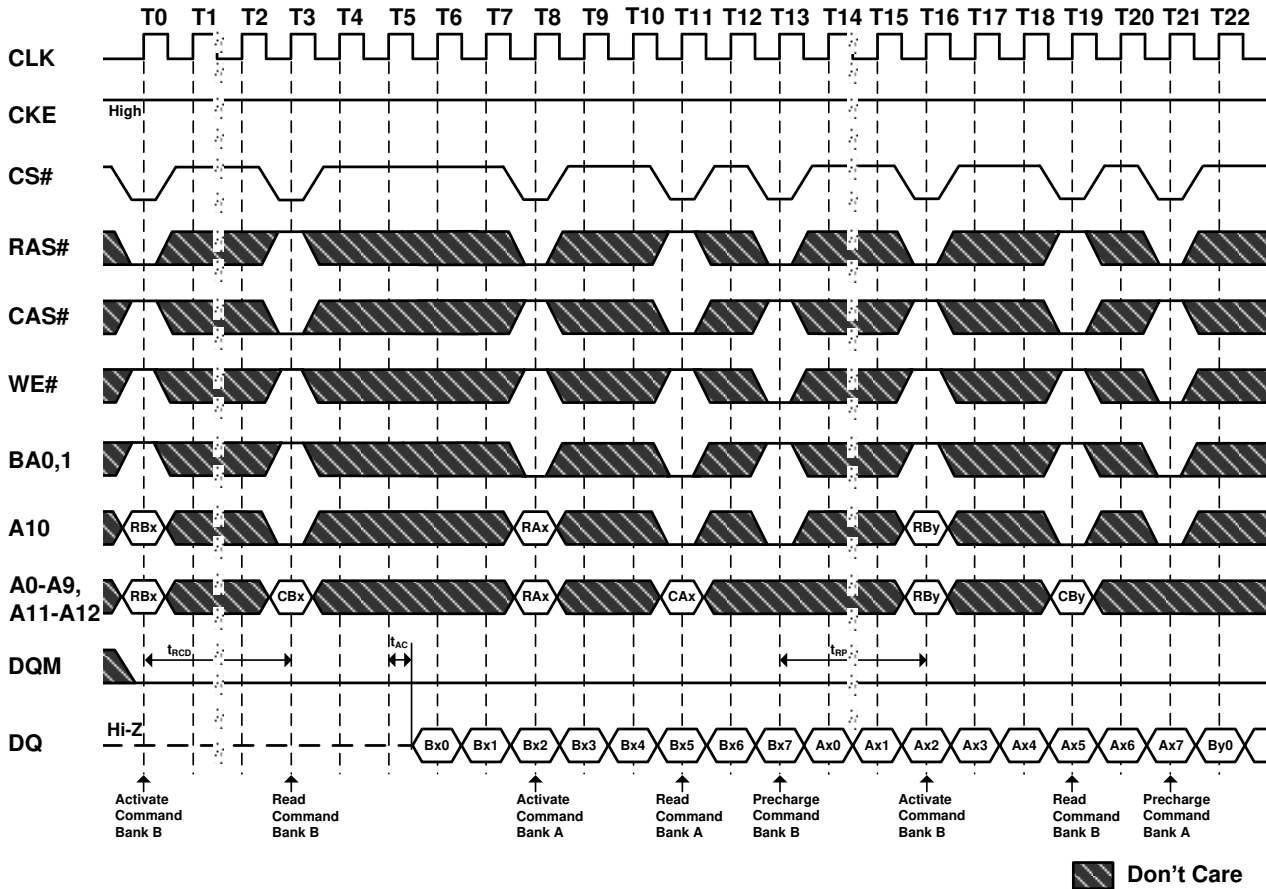 T0 T1 T2 T3 T4 T5 T6 T7 T8 T9 T10 T11 T12 T13 T14 T15 T16 T17 T18 T19 T20 T21 T22
CLK
CKE High
CS#
RAS#
CAS#
WE#
BA0,1
A10 RBx RAx RBy
A0-A9,
A11-A12 RBx CBx RAx CAx RBy CBy
DQM tRCD tAC tRP
DQ Hi-Z Bx0 Bx1 Bx2 Bx3 Bx4 Bx5 Bx6 Bx7 Ax0 Ax1 Ax2 Ax3 Ax4 Ax5 Ax6 Ax7 By0
Activate
Command
Bank B
Read
Command
Bank B
Activate
Command
Bank A
Read
Command
Bank A
Precharge
Command
Bank B
Activate
Command
Bank B
Read
Command
Bank B
Precharge
Command
Bank A
Don't Care